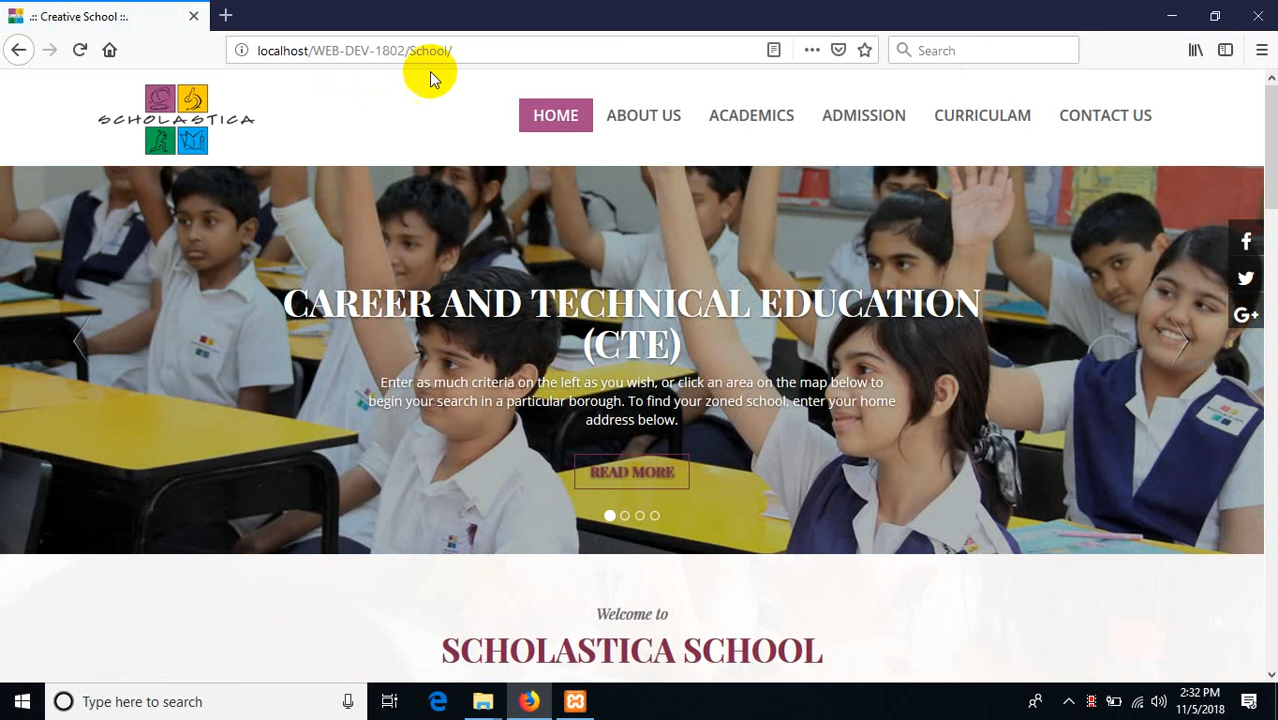 .:: Creative School ::.
localhost/WEB-DEV-1802/School/
Search
SCHOLASTICA
HOME ABOUT US ACADEMICS ADMISSION CURRICULAM CONTACT US
CAREER AND TECHNICAL EDUCATION
(CTE)
Enter as much criteria on the left as you wish, or click an area on the map below to
begin your search in a particular borough. To find your zoned school, enter your home
address below.
READ MORE
Welcome to
SCHOLASTICA SCHOOL
Type here to search
2:32 PM
11/5/2018